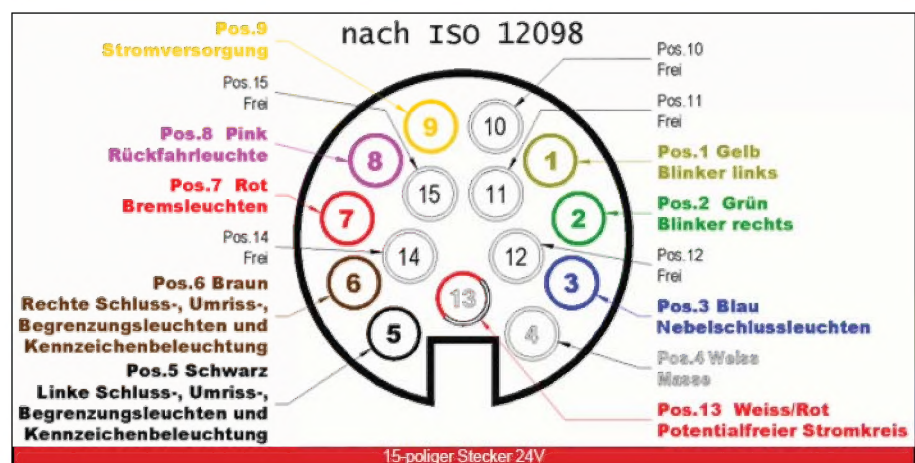 nach ISO 12098
Pos.9
Stromversorgung
Pos.15
Frei
Pos.8 Pink
Rückfahrleuchte
Pos.7 Rot
Bremsleuchten
Pos.14
Frei
Pos.6 Braun
Rechte Schluss-, Umriss-,
Begrenzungsleuchten und
Kennzeichenbeleuchtung
Pos.5 Schwarz
Linke Schluss-, Umriss-,
Begrenzungsleuchten und
Kennzeichenbeleuchtung
9
10
8
1
15
11
7
2
14
12
6
3
13
5
4
Pos.10
Frei
Pos.11
Frei
Pos.1 Gelb
Blinker links
Pos.2 Grün
Blinker rechts
Pos.12
Frei
Pos.3 Blau
Nebelschlussleuchten
Pos.4 Weiss
Masse
Pos.13 Weiss/Rot
Potentialfreier Stromkreis
15-poliger Stecker 24V